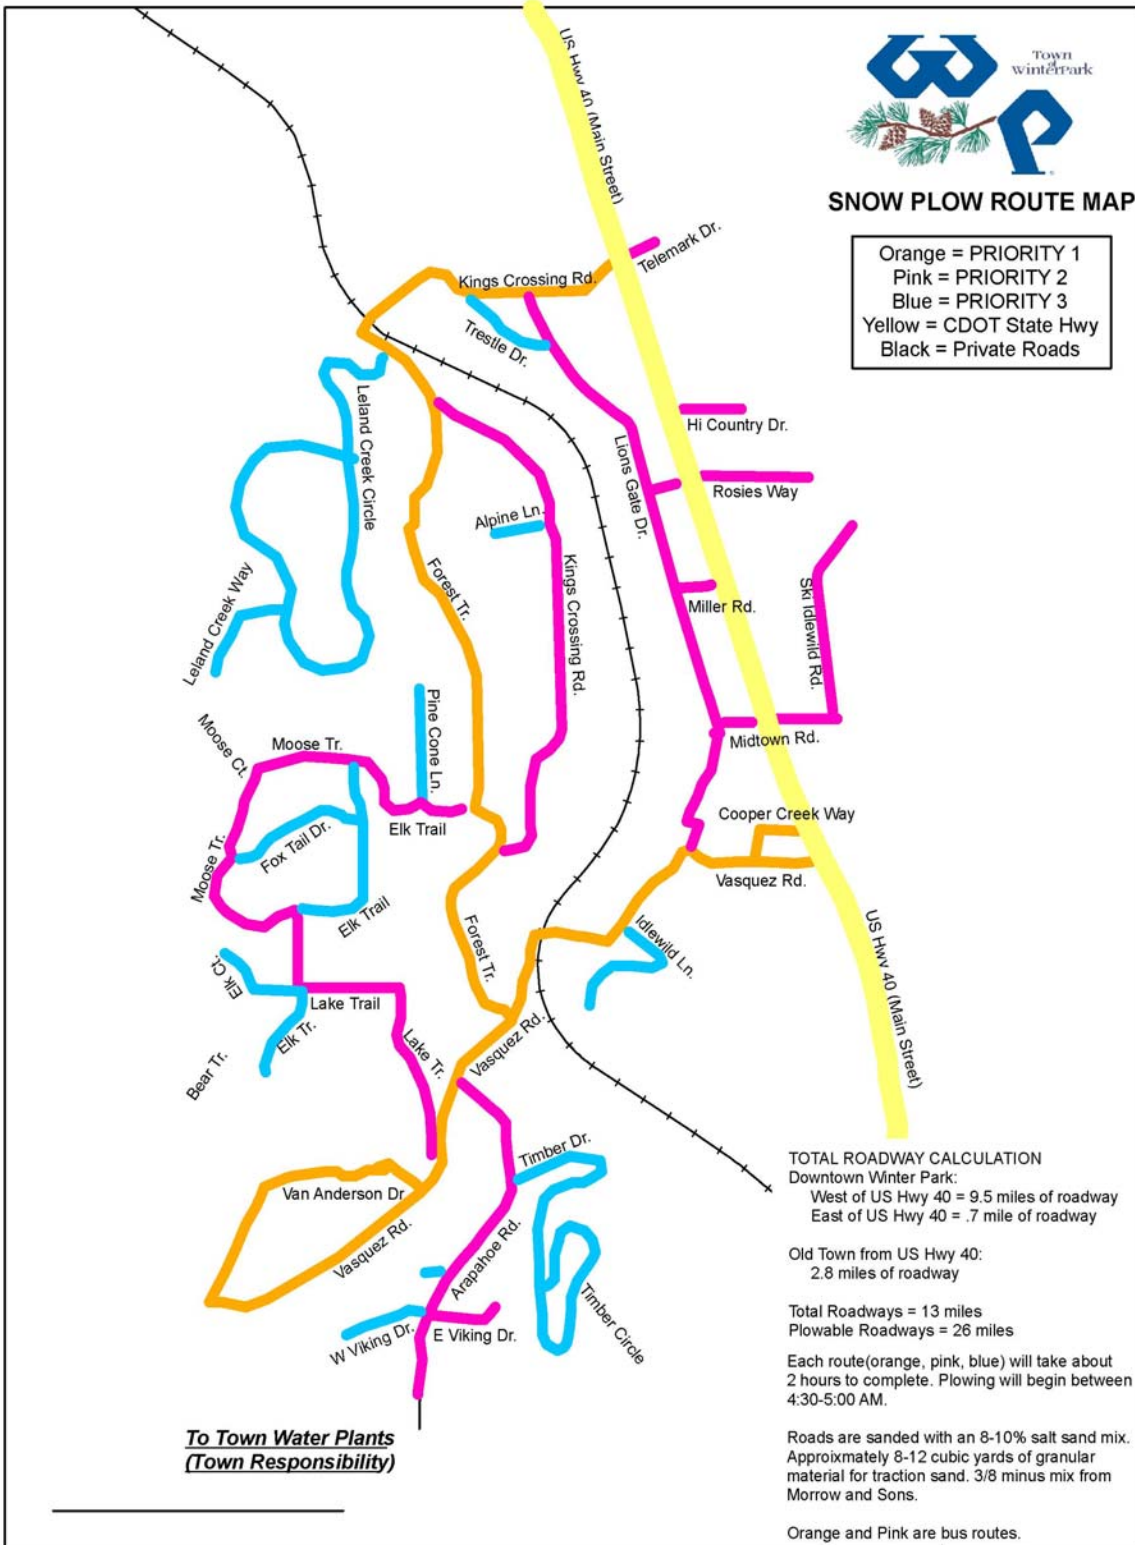 Town
of
WinterPark
SNOW PLOW ROUTE MAP
Orange = PRIORITY 1
Pink = PRIORITY 2
Blue = PRIORITY 3
Yellow = CDOT State Hwy
Black = Private Roads
US Hwy 40 (Main Street)
Telemark Dr.
Kings Crossing Rd.
Trestle Dr.
Leland Creek Circle
Hi Country Dr.
Lions Gate Dr.
Rosies Way
Alpine Ln.
Forest Tr.
Kings Crossing Rd.
Miller Rd.
Ski Idlewild Rd.
Leland Creek Way
Pine Cone Ln.
Moose Ct.
Moose Tr.
Midtown Rd.
Elk Trail
Cooper Creek Way
Fox Tail Dr.
Moose Tr.
Vasquez Rd.
Elk Trail
Forest Tr.
Idlewild Ln.
US Hwy 40 (Main Street)
Elk Ct.
Lake Trail
Elk Tr.
Lake Tr.
Vasquez Rd.
Bear Tr.
Timber Dr.
Van Anderson Dr
Vasquez Rd.
Arapahoe Rd.
Timber Circle
W Viking Dr.
E Viking Dr.
To Town Water Plants
(Town Responsibility)
TOTAL ROADWAY CALCULATION
Downtown Winter Park:
West of US Hwy 40 = 9.5 miles of roadway
East of US Hwy 40 = .7 mile of roadway
Old Town from US Hwy 40:
2.8 miles of roadway
Total Roadways = 13 miles
Plowable Roadways = 26 miles
Each route(orange, pink, blue) will take about
2 hours to complete. Plowing will begin between
4:30-5:00 AM.
Roads are sanded with an 8-10% salt sand mix.
Approixmately 8-12 cubic yards of granular
material for traction sand. 3/8 minus mix from
Morrow and Sons.
Orange and Pink are bus routes.